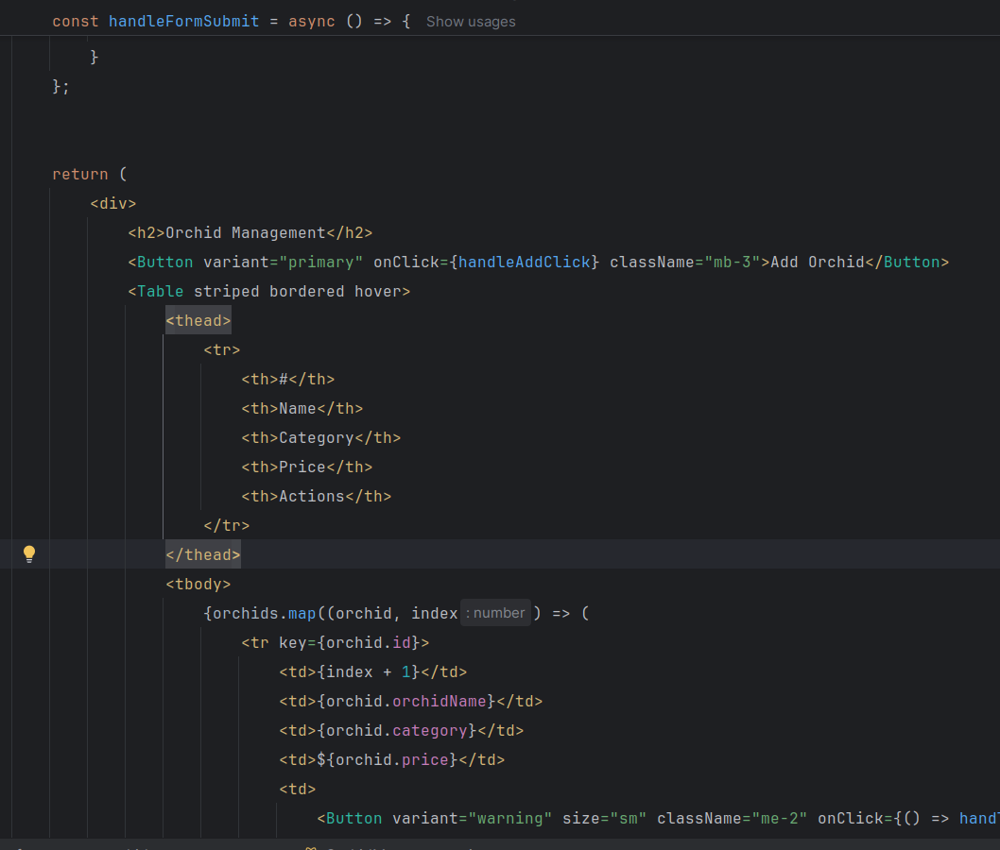 const handleFormSubmit = async () => { Show usages
}
};
return (
<div>
<h2>Orchid Management</h2>
<Button variant="primary" onClick={handleAddClick} className="mb-3">Add Orchid</Button>
<Table striped bordered hover>
<thead>
<tr>
<th>#</th>
<th>Name</th>
<th>Category</th>
<th>Price</th>
<th>Actions</th>
</tr>
</thead>
<tbody>
{orchids.map((orchid, index : number) => (
<tr key={orchid.id}>
<td>{index + 1}</td>
<td>{orchid.orchidName}</td>
<td>{orchid.category}</td>
<td>${orchid.price}</td>
<td>
<Button variant="warning" size="sm" className="me-2" onClick={() => hand